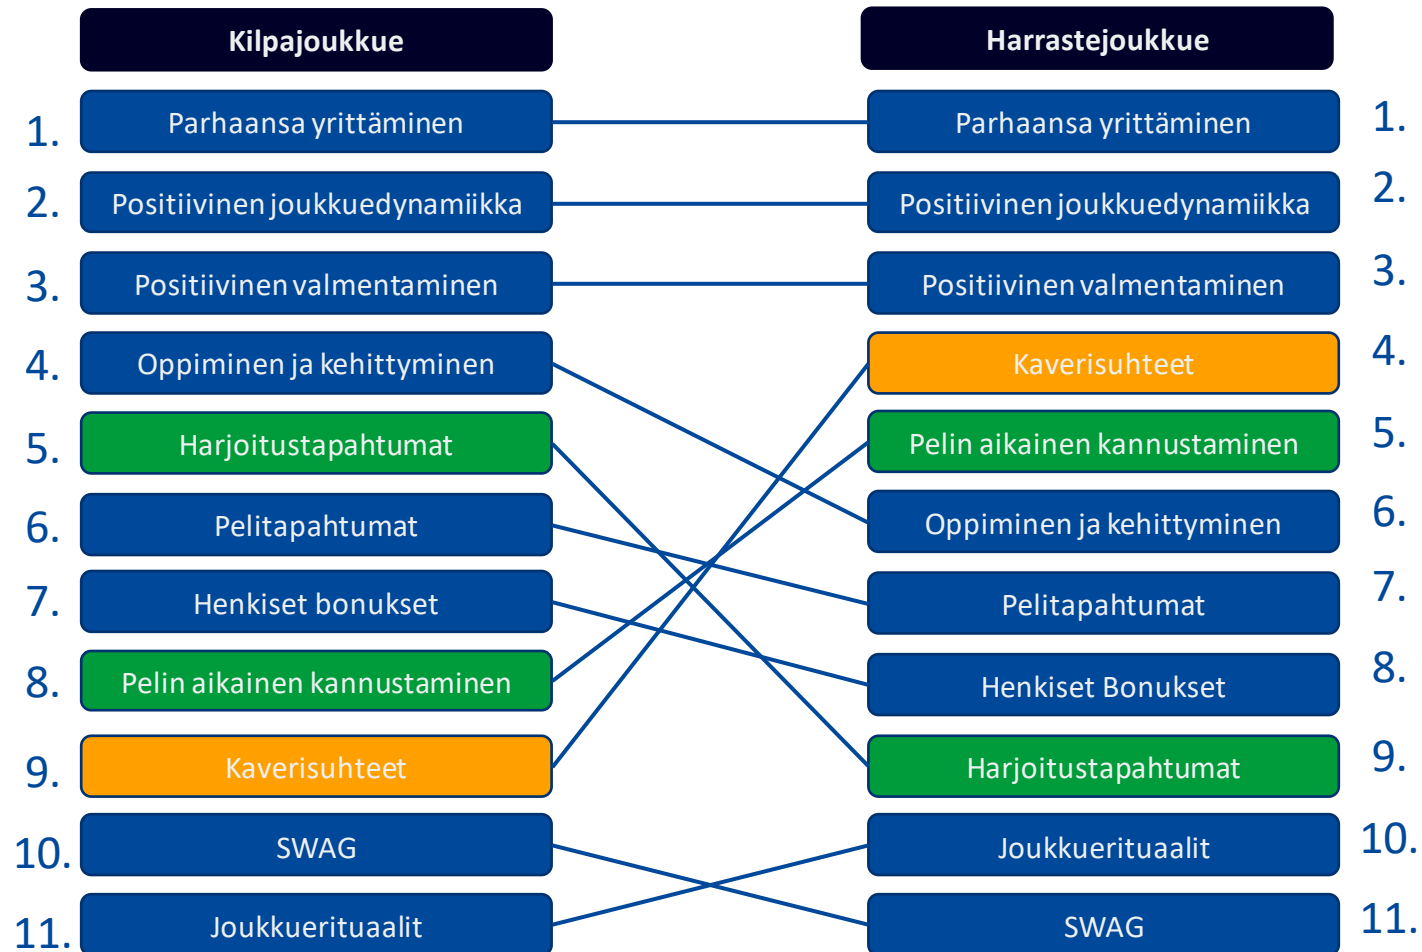 Kilpajoukkue
Harrastejoukkue
1. Parhaansa yrittäminen
Parhaansa yrittäminen 1.
2. Positiivinen joukkuedynamiikka
Positiivinen joukkuedynamiikka 2.
3. Positiivinen valmentaminen
Positiivinen valmentaminen 3.
4. Oppiminen ja kehittyminen
Kaverisuhteet 4.
5. Harjoitustapahtumat
Pelin aikainen kannustaminen 5.
6. Pelitapahtumat
Oppiminen ja kehittyminen 6.
7. Henkiset bonukset
Pelitapahtumat 7.
8. Pelin aikainen kannustaminen
Henkiset Bonukset 8.
9. Kaverisuhteet
Harjoitustapahtumat 9.
10. SWAG
Joukkuerituaalit 10.
11. Joukkuerituaalit
SWAG 11.